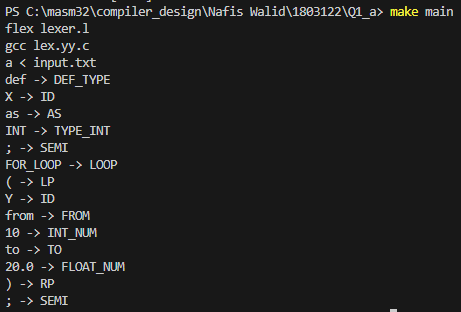 PS C:\masm32\compiler_design\Nafis Walid\1803122\Q1_a> make main
flex lexer.l
gcc lex.yy.c
a < input.txt
def -> DEF_TYPE
X -> ID
as -> AS
INT -> TYPE_INT
; -> SEMI
FOR_LOOP -> LOOP
( -> LP
Y -> ID
from -> FROM
10 -> INT_NUM
to -> TO
20.0 -> FLOAT_NUM
) -> RP
; -> SEMI